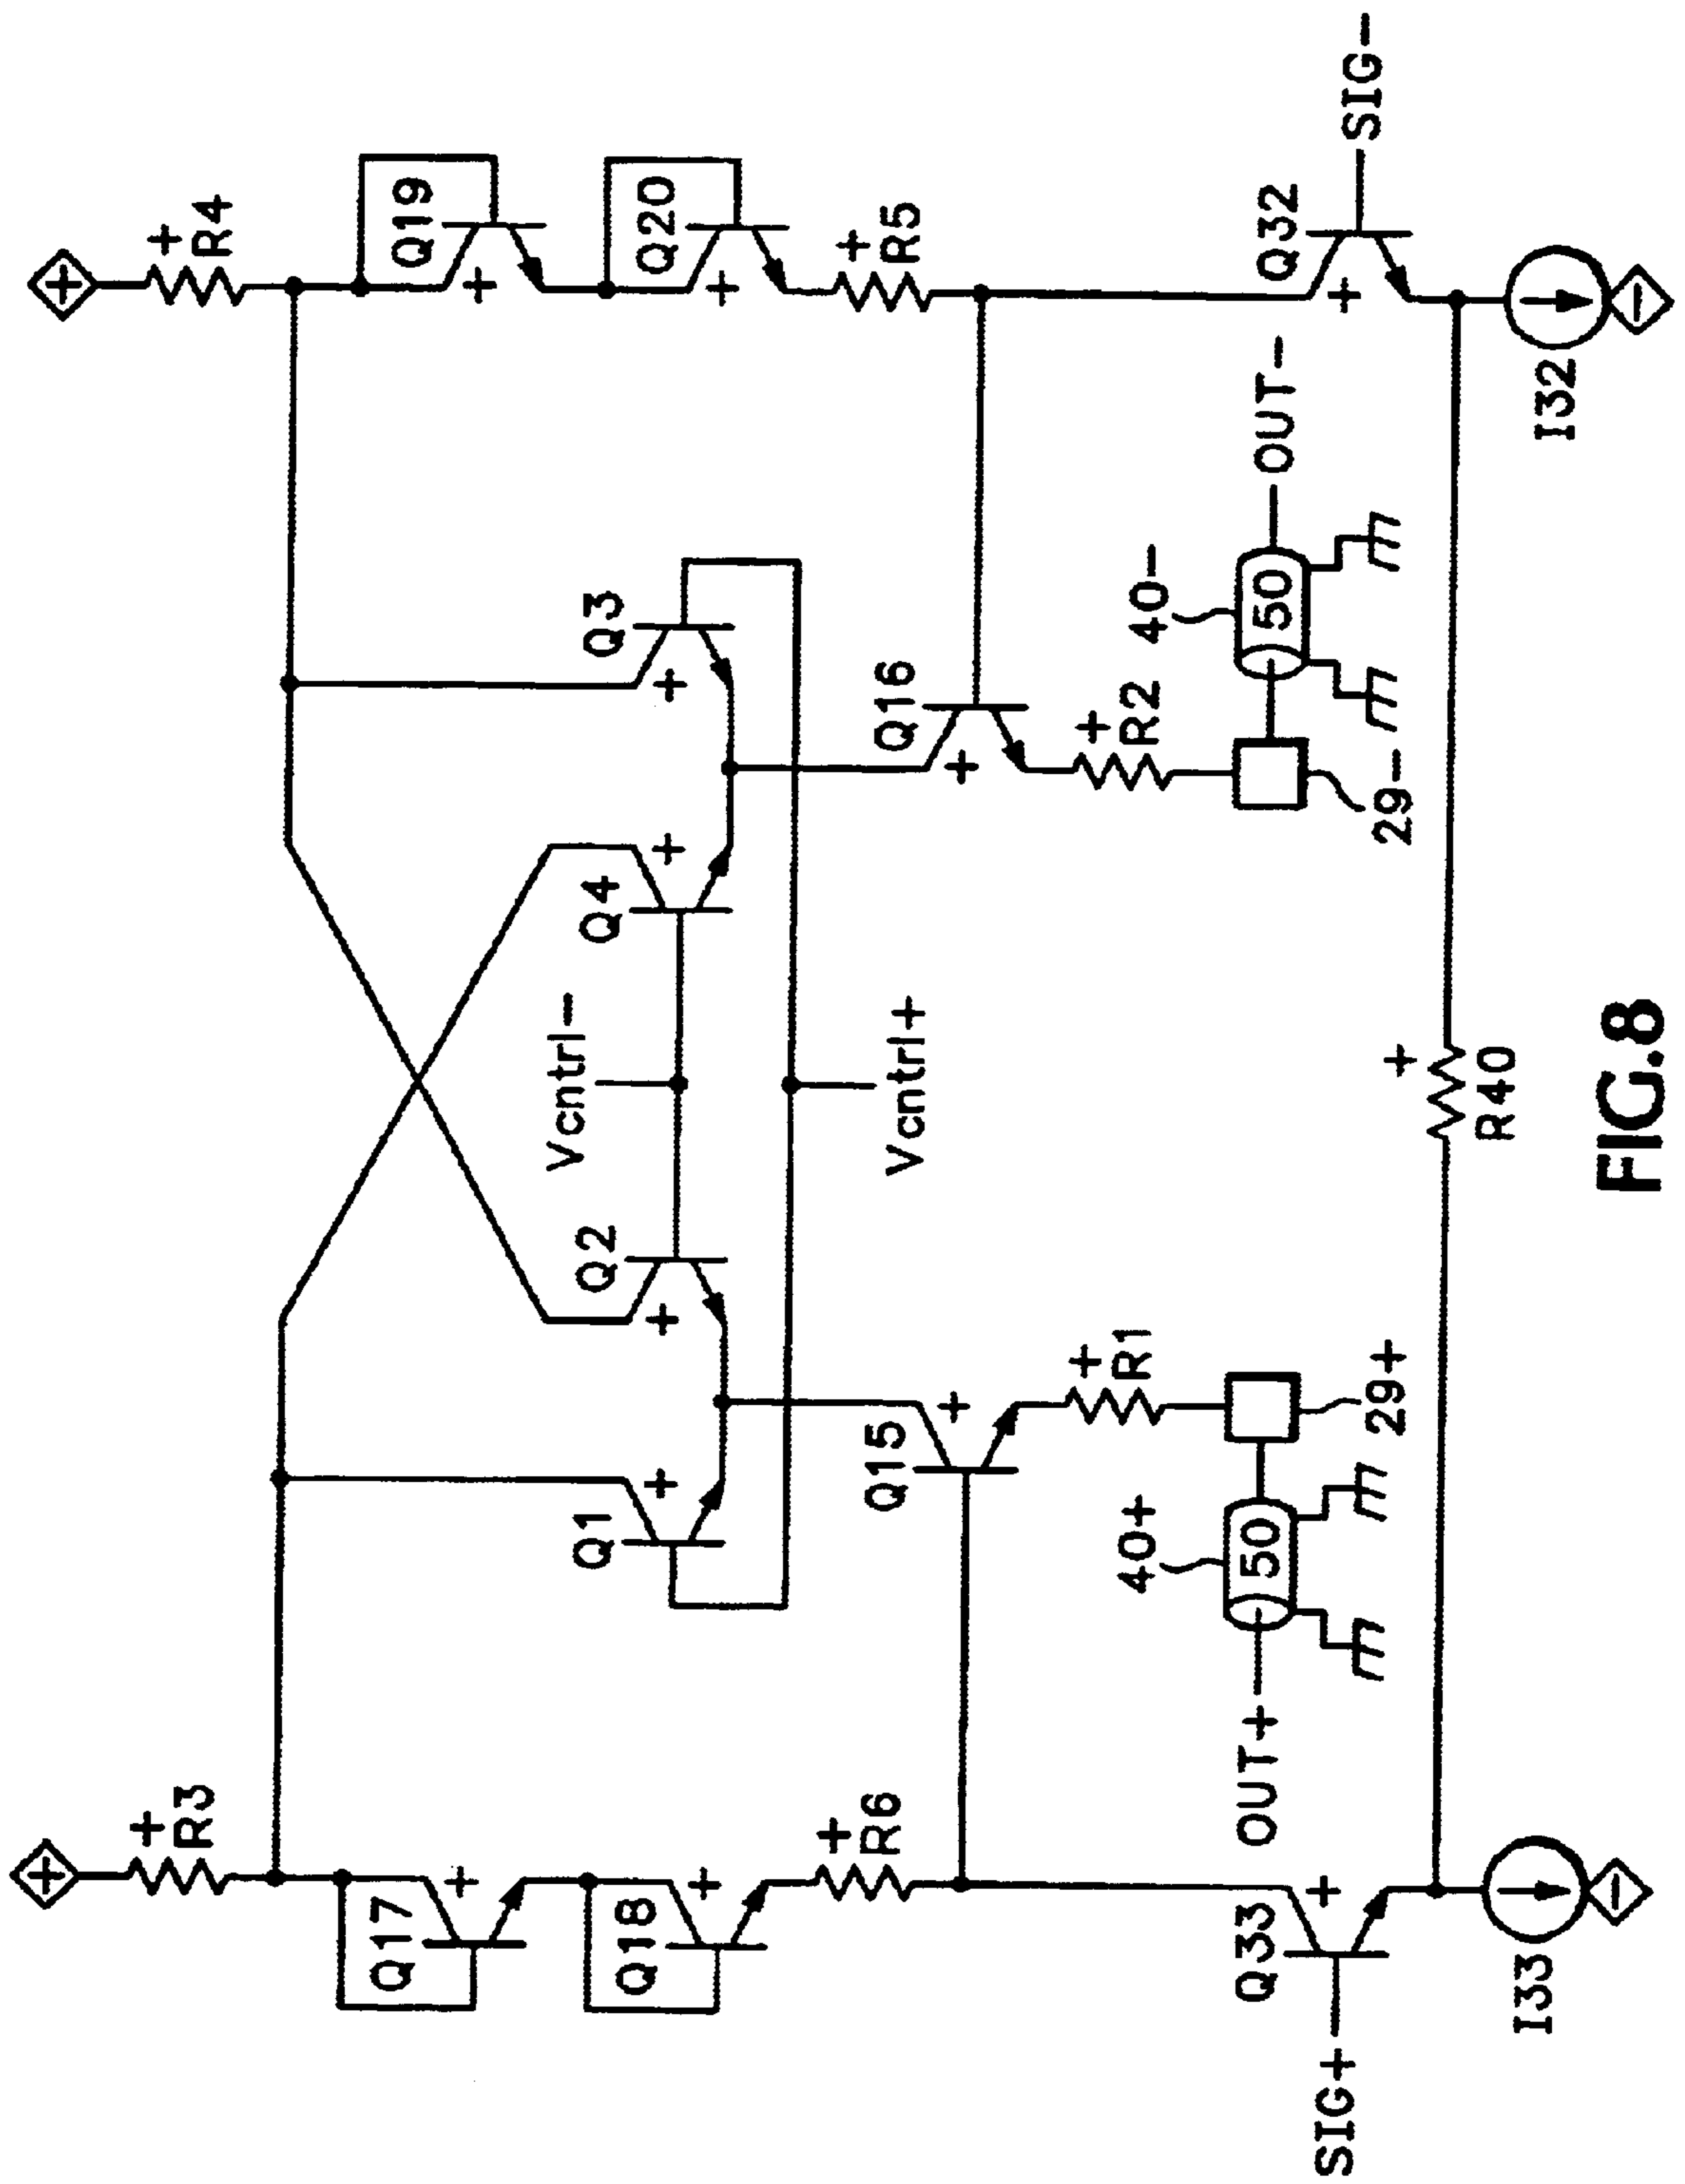 +
R3
+
R4
Q17
+
Q19
+
Q18
+
Q20
+
+
R6
+
R5
Q1
+
Q2
+
Q4
+
Q3
+
Vcntrl-
Vcntrl+
Q15
+
Q16
+
+
R1
+
R2
40+
50
OUT+
29+
40-
50
OUT-
29-
SIG+
Q33
+
Q32
+
SIG-
I33
I32
+
R40
FIG.8